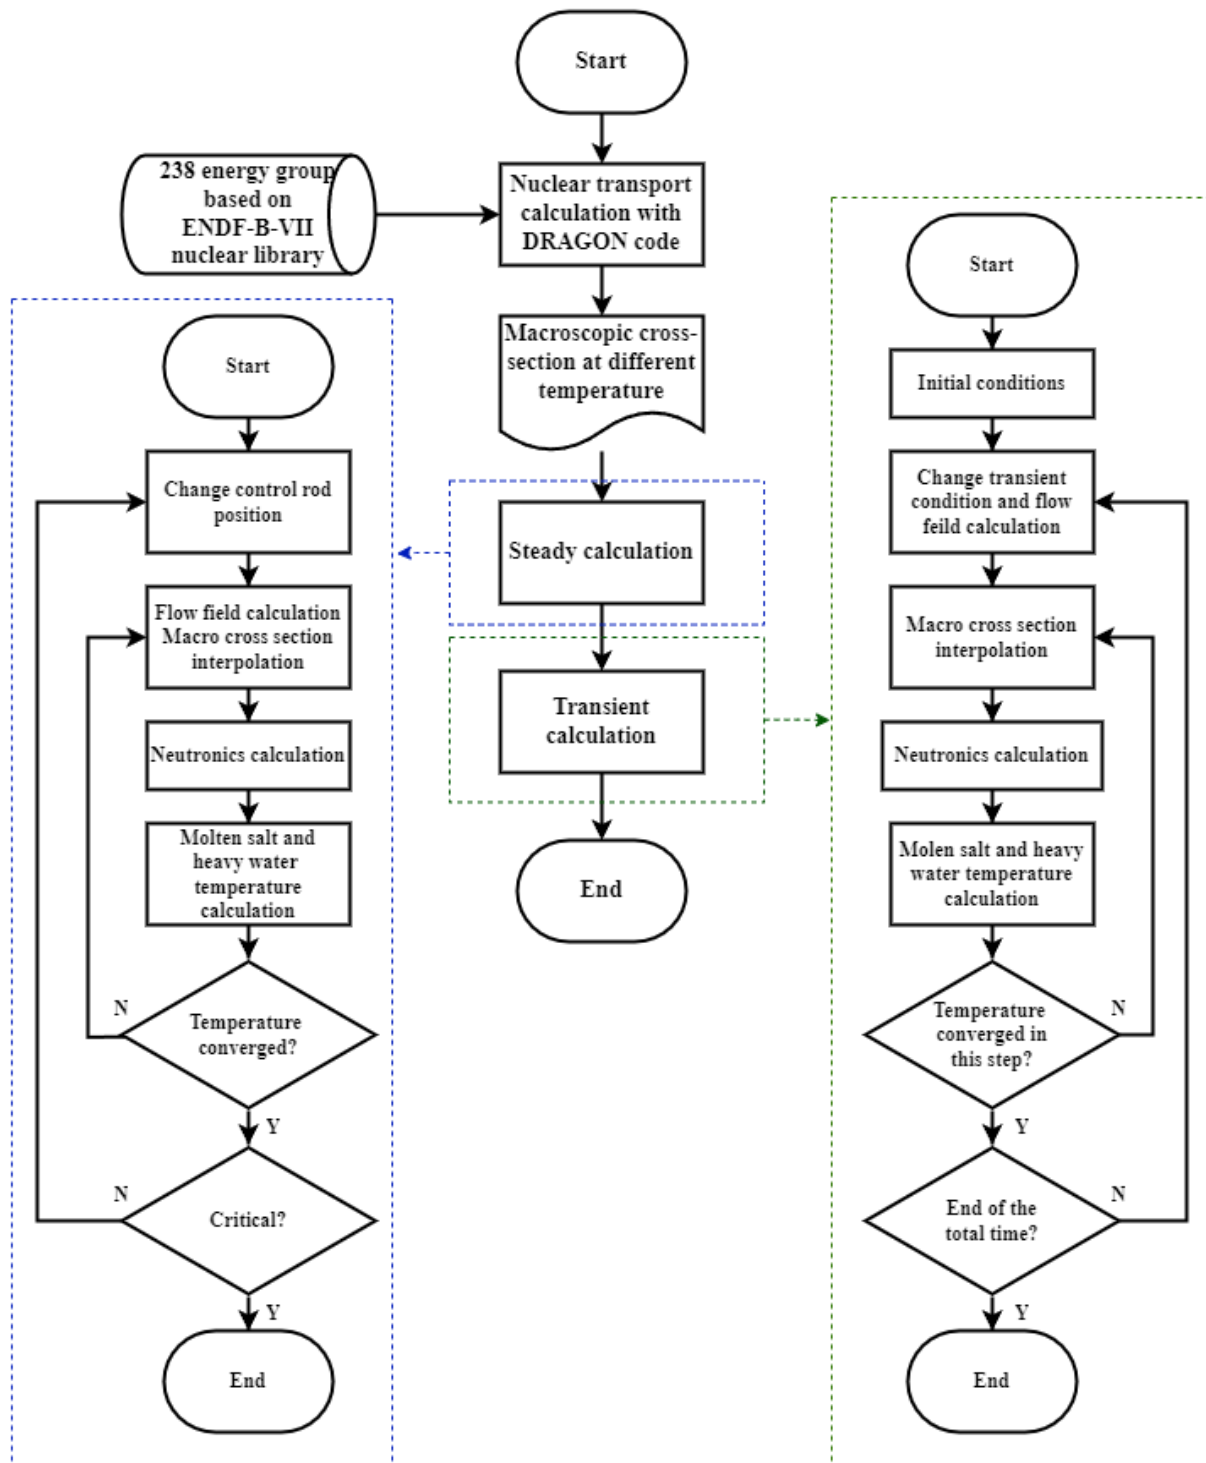 Start
238 energy group
based on
ENDF-B-VII
nuclear library
Nuclear transport
calculation with
DRAGON code
Macroscopic cross-
section at different
temperature
Steady calculation
Transient
calculation
End
Start
Change control rod
position
Flow field calculation
Macro cross section
interpolation
Neutronics calculation
Molten salt and
heavy water
temperature
calculation
Temperature
converged?
N
Y
Critical?
N
Y
End
Start
Initial conditions
Change transient
condition and flow
feild calculation
Macro cross section
interpolation
Neutronics calculation
Molen salt and heavy
water temperature
calculation
Temperature
converged in
this step?
N
Y
End of the
total time?
N
Y
End